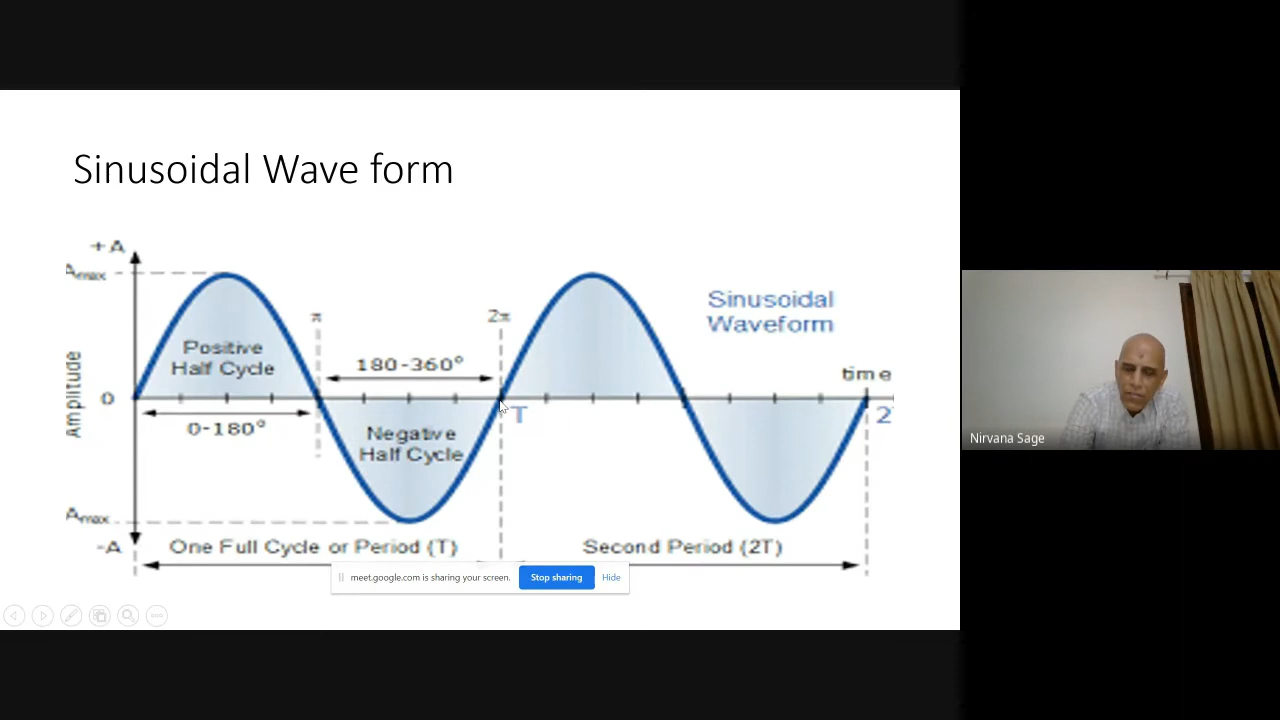 Sinusoidal Wave form
+A
Amax
π
2π
Sinusoidal
Waveform
Positive
Half Cycle
180-360°
time
Amplitude
0
T
2T
0-180°
Negative
Half Cycle
Amax
-A
One Full Cycle or Period (T)
Second Period (2T)
meet.google.com is sharing your screen.
Stop sharing
Hide
Nirvana Sage